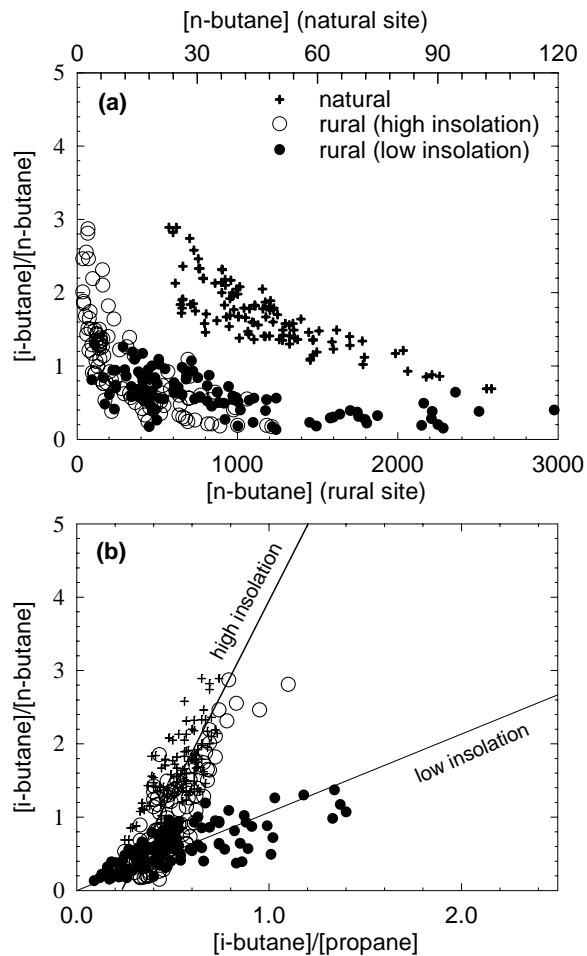 [n-butane] (natural site)
0 30 60 90 120
5
(a)
natural
rural (high insolation)
rural (low insolation)
4
3
2
1
0
[i-butane]/[n-butane]
0 1000 2000 3000
[n-butane] (rural site)
5
(b)
high insolation
4
3
2
low insolation
1
0
[i-butane]/[n-butane]
0.0 1.0 2.0
[i-butane]/[propane]